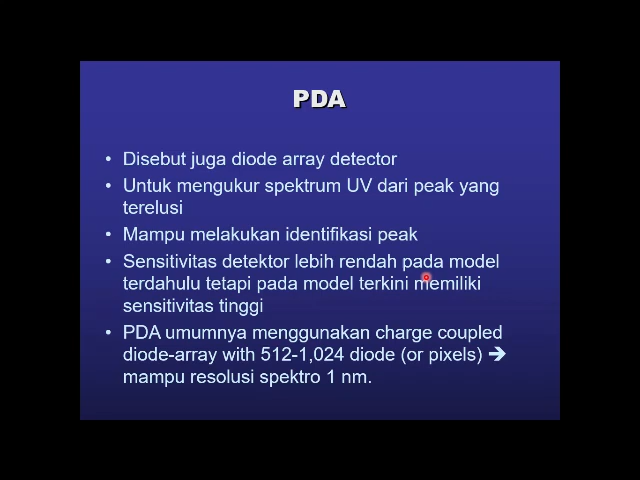 PDA
• Disebut juga diode array detector
• Untuk mengukur spektrum UV dari peak yang
terelusi
• Mampu melakukan identifikasi peak
• Sensitivitas detektor lebih rendah pada model
terdahulu tetapi pada model terkini memiliki
sensitivitas tinggi
• PDA umumnya menggunakan charge coupled
diode-array with 512-1,024 diode (or pixels) ➔
mampu resolusi spektro 1 nm.